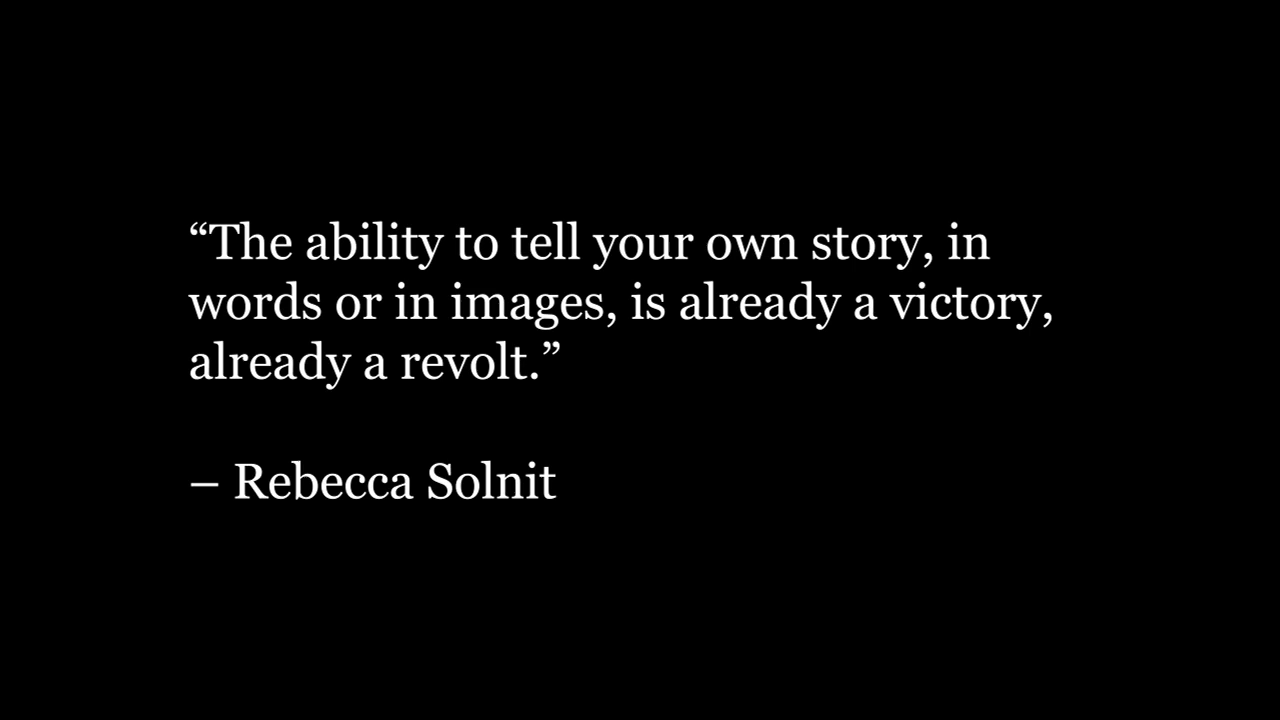 “The ability to tell your own story, in
words or in images, is already a victory,
already a revolt.”
– Rebecca Solnit